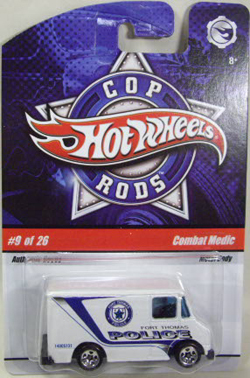 8+
COP
Hot Wheels
RODS
#9 of 26
Combat Medic
FORT THOMAS
POLICE